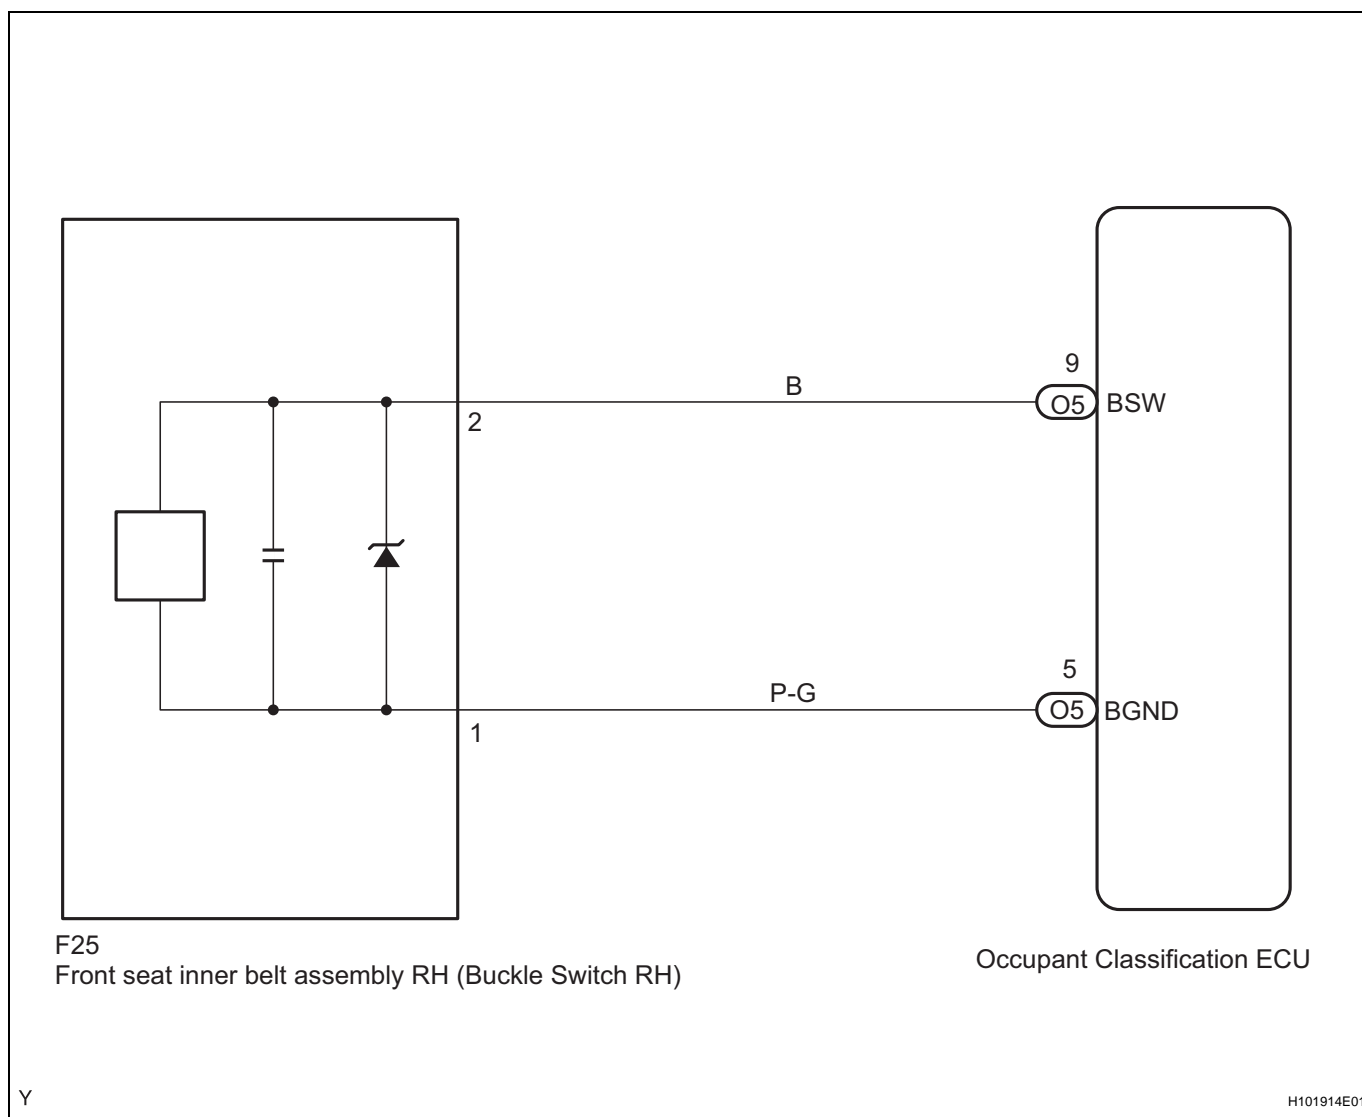 9
B
O5 BSW
2
5
P-G
O5 BGND
1
F25
Front seat inner belt assembly RH (Buckle Switch RH)
Occupant Classification ECU
Y
H101914E01